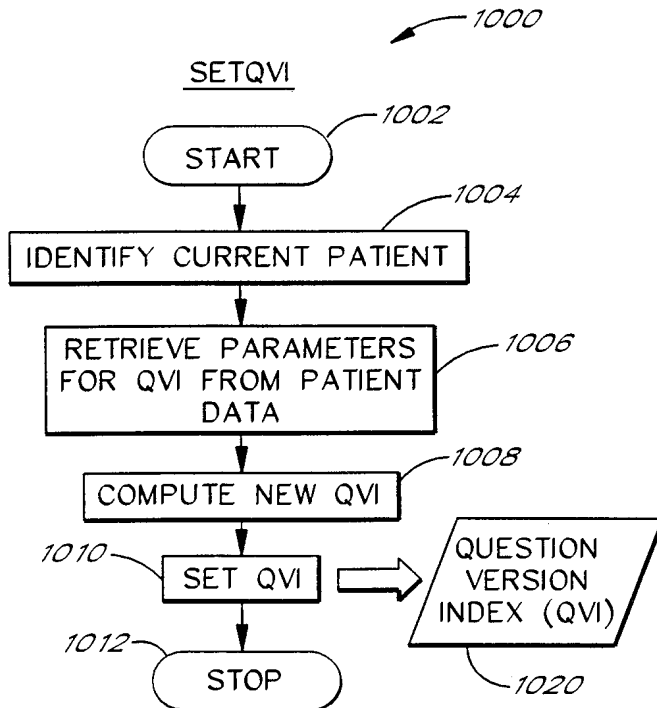 1000
SETQVI
1002
START
1004
IDENTIFY CURRENT PATIENT
1006
RETRIEVE PARAMETERS
FOR QVI FROM PATIENT
DATA
1008
COMPUTE NEW QVI
1010
SET QVI
QUESTION
VERSION
INDEX (QVI)
1012
STOP
1020